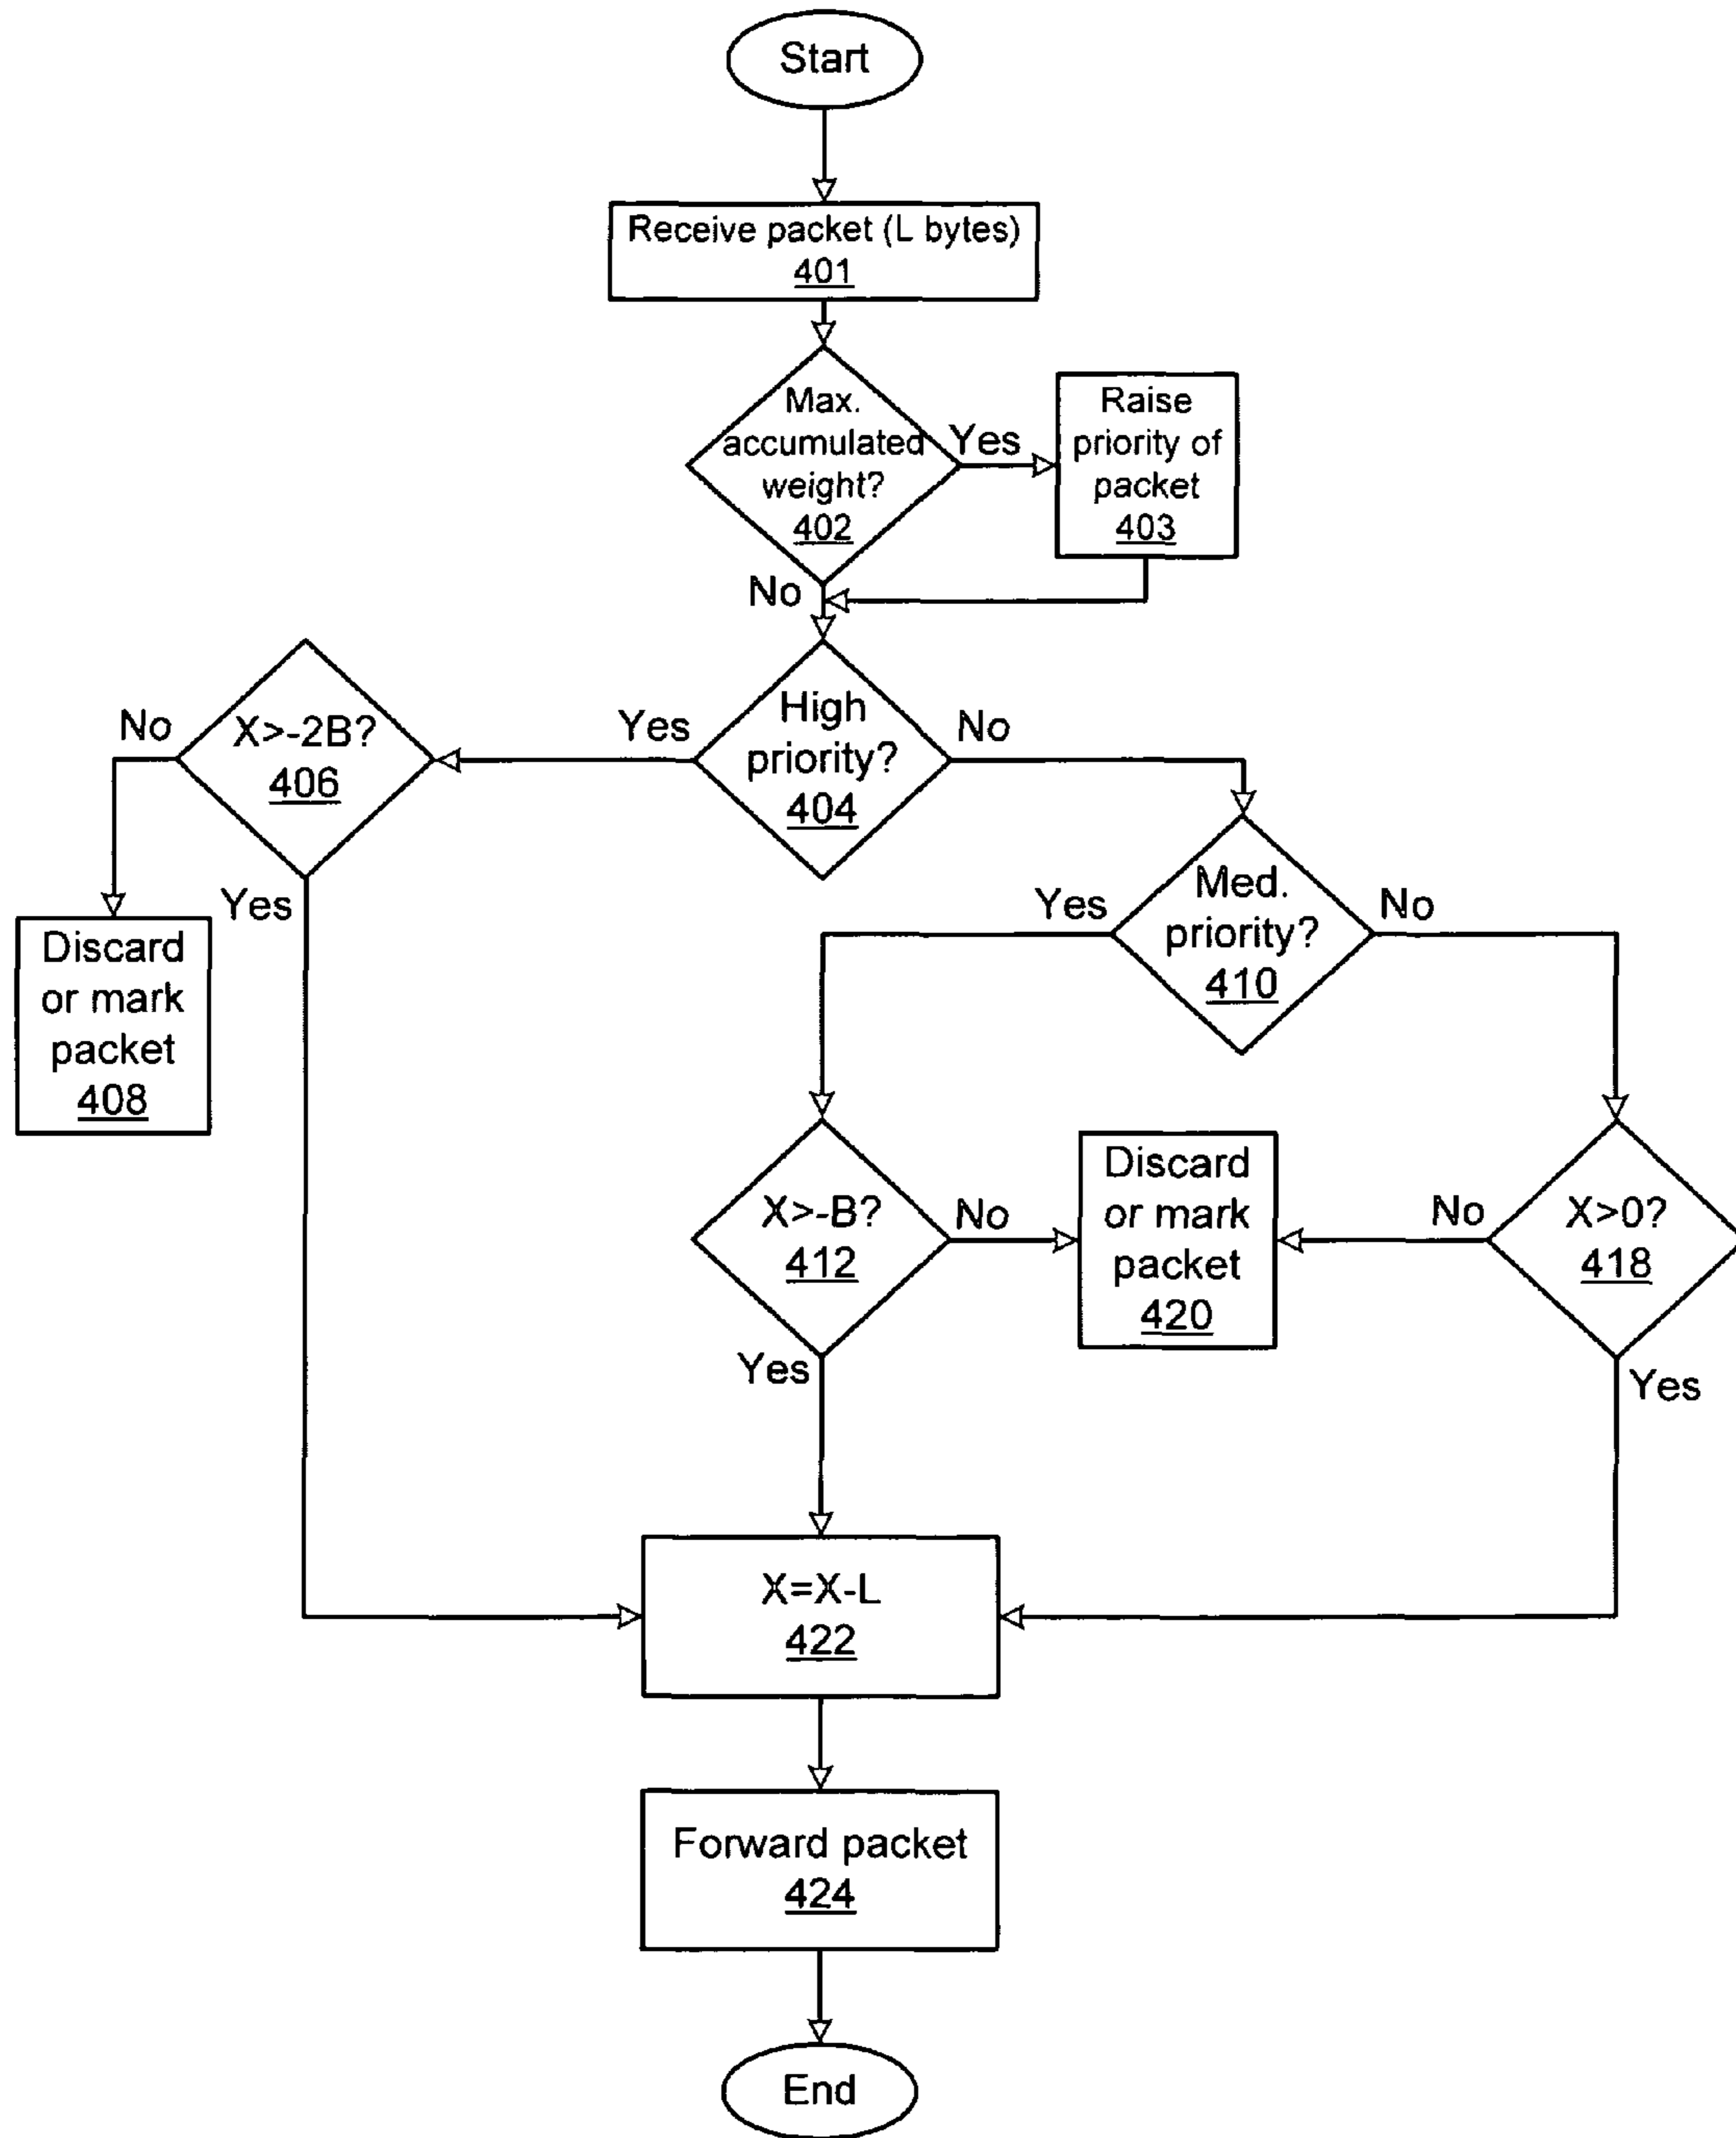 Start
Receive packet (L bytes)
401
Max.
accumulated
weight?
402
Yes
Raise
priority of
packet
403
No
High
priority?
404
Yes
No
X>-2B?
406
No
Yes
Discard
or mark
packet
408
Med.
priority?
410
Yes
No
X>-B?
412
No
Yes
Discard
or mark
packet
420
X>0?
418
No
Yes
X=X-L
422
Forward packet
424
End